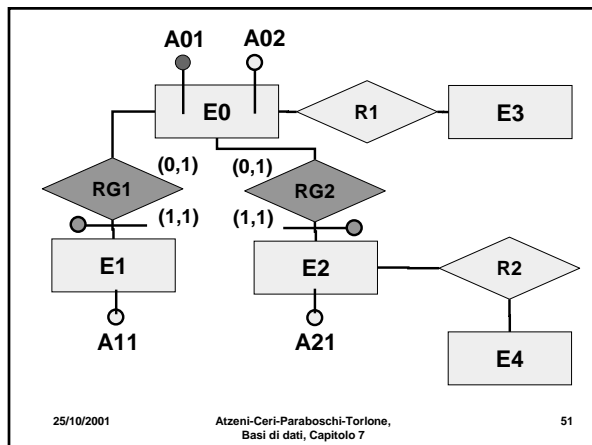 A01 A02
E0 R1 E3
(0,1) (0,1)
RG1 RG2
(1,1) (1,1)
E1 E2 R2
A11 A21 E4
25/10/2001 Atzeni-Ceri-Paraboschi-Torlone, 51
Basi di dati, Capitolo 7